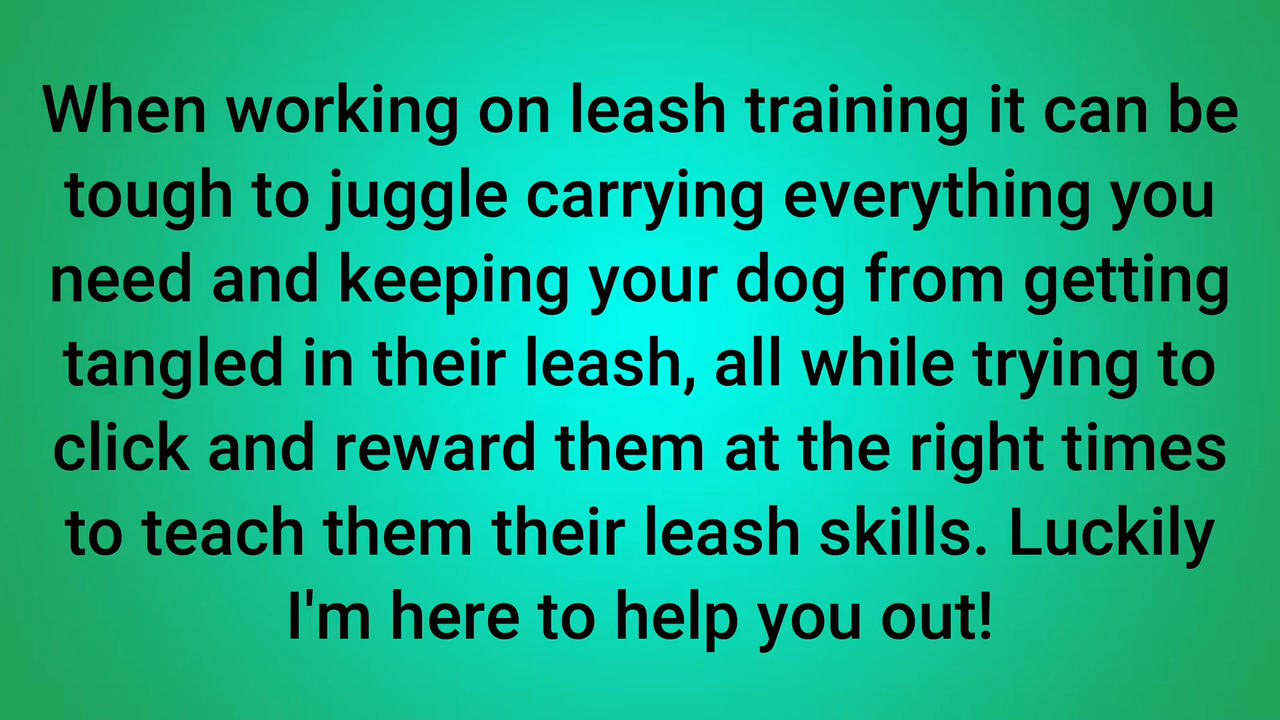 When working on leash training it can be
tough to juggle carrying everything you
need and keeping your dog from getting
tangled in their leash, all while trying to
click and reward them at the right times
to teach them their leash skills. Luckily
I'm here to help you out!